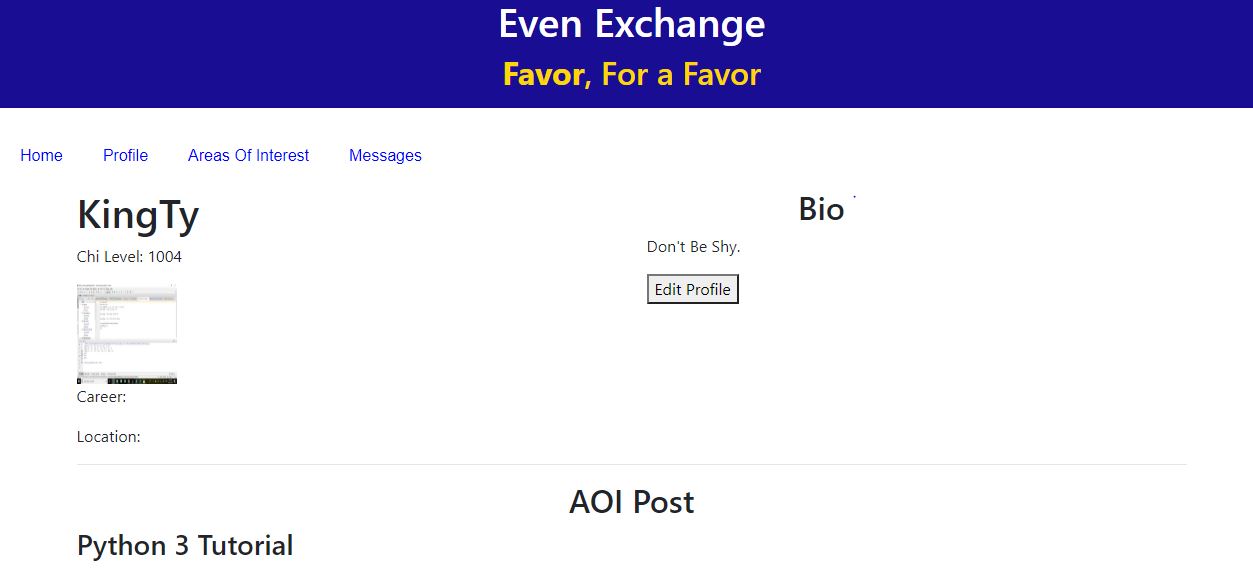 Even Exchange
Favor, For a Favor
Home Profile Areas Of Interest Messages
KingTy
Chi Level: 1004
Career:
Location:
Bio
Don't Be Shy.
Edit Profile
AOI Post
Python 3 Tutorial